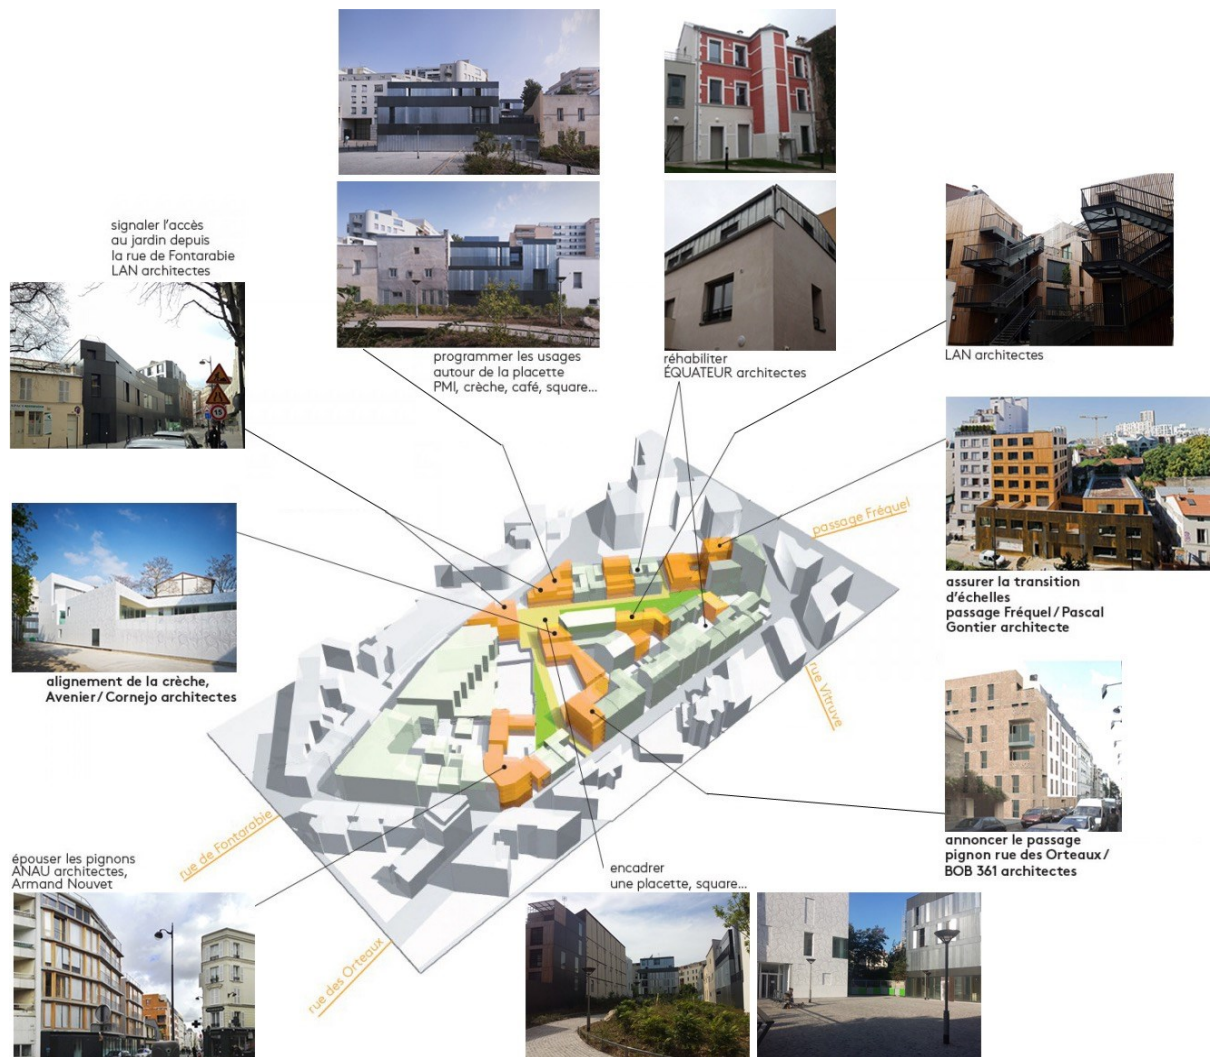 signaler l’accès
au jardin depuis
la rue de Fontarabie
LAN architectes
programmer les usages
autour de la placette
PMI, crèche, café, square...
réhabiliter
ÉQUATEUR architectes
LAN architectes
15
passage Fréquel
assurer la transition
d’échelles
passage Fréquel / Pascal
Gontier architecte
alignement de la crèche,
Avenier / Cornejo architectes
rue Vitruve
rue de Fontarabie
annoncer le passage
pignon rue des Orteaux /
BOB 361 architectes
épouser les pignons
ANAU architectes,
Armand Nouvet
encadrer
une placette, square...
rue des Orteaux